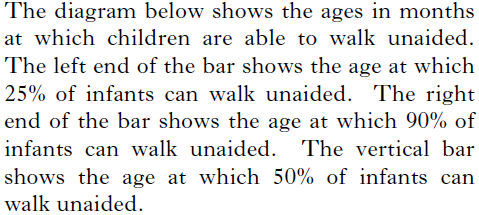 The diagram below shows the ages in months
at which children are able to walk unaided.
The left end of the bar shows the age at which
25% of infants can walk unaided. The right
end of the bar shows the age at which 90% of
infants can walk unaided. The vertical bar
shows the age at which 50% of infants can
walk unaided.